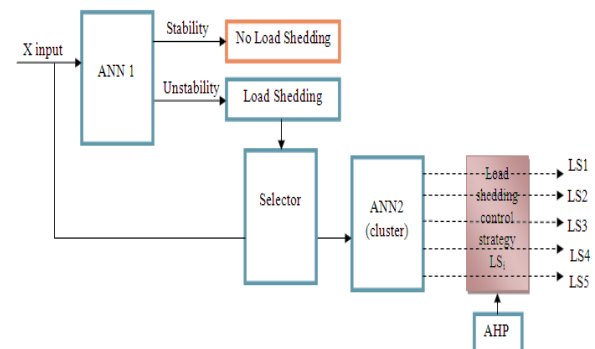 X input
ANN 1
Stability
No Load Shedding
Unstability
Load Shedding
Selector
ANN2
(cluster)
Load
shedding
control
strategy
LSi
LS1
LS2
LS3
LS4
LS5
AHP